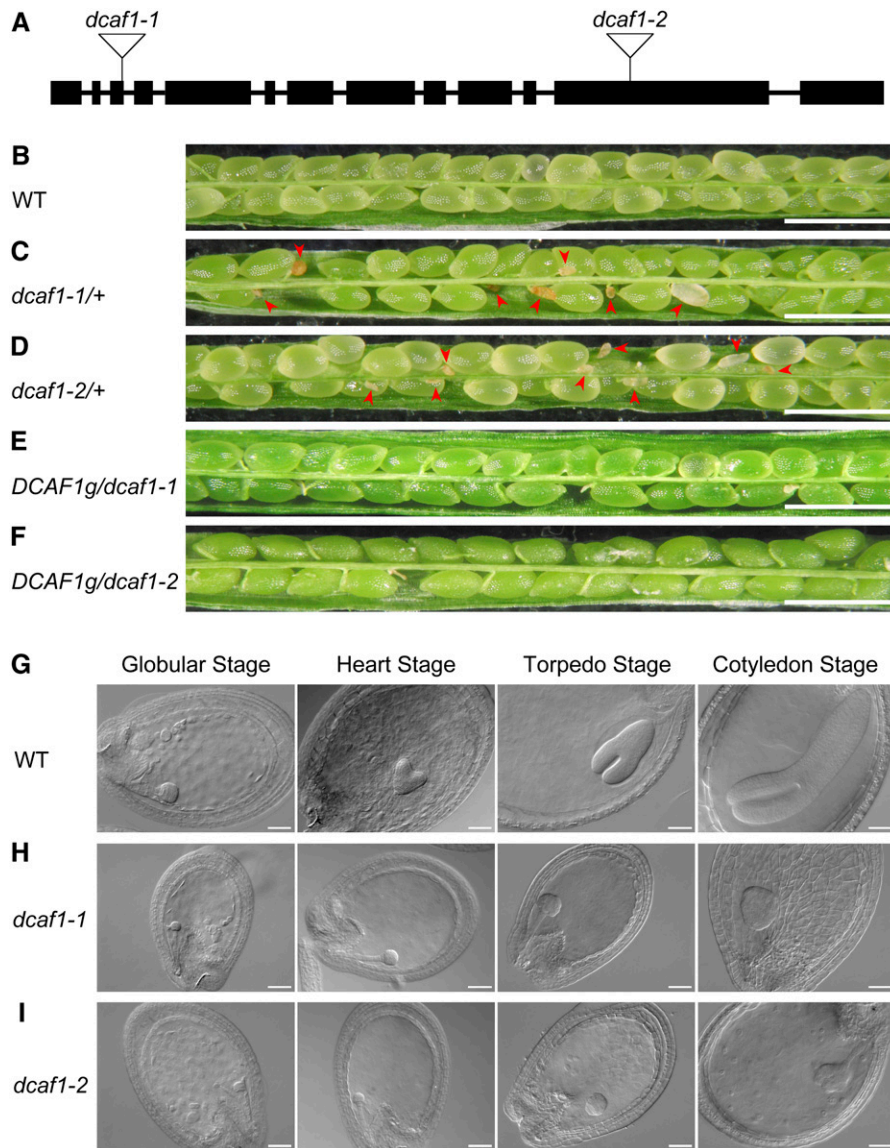 A
dcaf1-1
dcaf1-2
B
WT
C
dcaf1-1/+
D
dcaf1-2/+
E
DCAF1g/dcaf1-1
F
DCAF1g/dcaf1-2
G
Globular Stage
Heart Stage
Torpedo Stage
Cotyledon Stage
WT
H
dcaf1-1
I
dcaf1-2